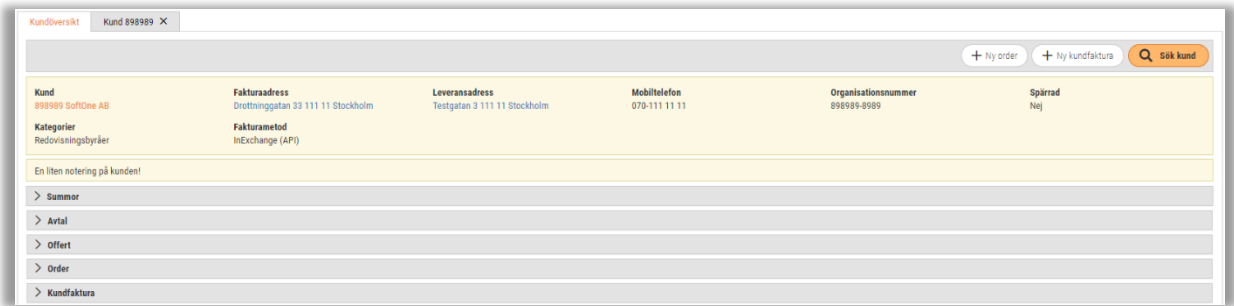 Kundöversikt Kund 898989 ×
+ Ny order + Ny kundfaktura Sök kund
Kund Fakturaadress Leveransadress Mobiltelefon Organisationsnummer Spärrad
898989 SoftOne AB Drottninggatan 33 111 11 Stockholm Testgatan 3 111 11 Stockholm 070-111 11 11 898989-8989 Nej
Kategorier Fakturametod
Redovisningsbyråer InExchange (API)
En liten notering på kunden!
> Summor
> Avtal
> Offert
> Order
> Kundfaktura